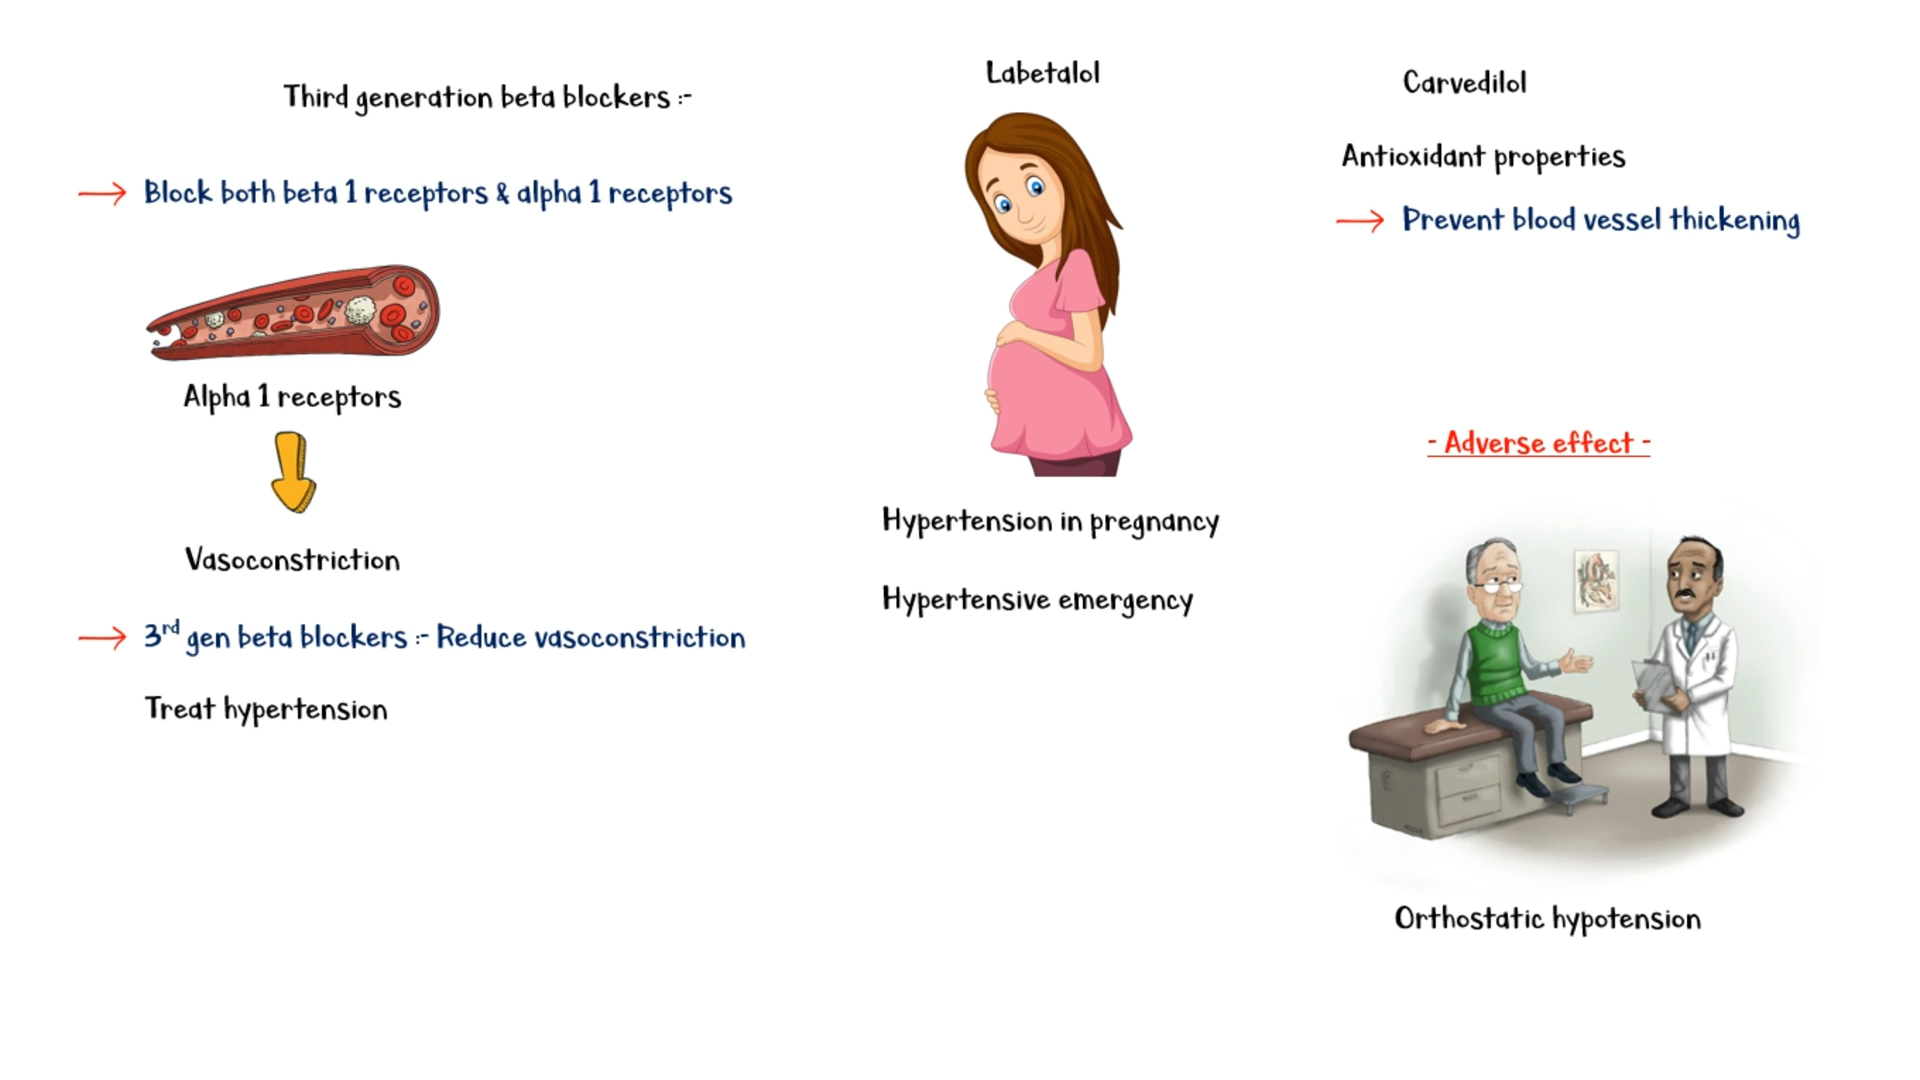 Third generation beta blockers :-
Block both beta 1 receptors & alpha 1 receptors
Alpha 1 receptors
Vasoconstriction
3rd gen beta blockers :- Reduce vasoconstriction
Treat hypertension
Labetalol
Hypertension in pregnancy
Hypertensive emergency
Carvedilol
Antioxidant properties
Prevent blood vessel thickening
- Adverse effect -
Orthostatic hypotension